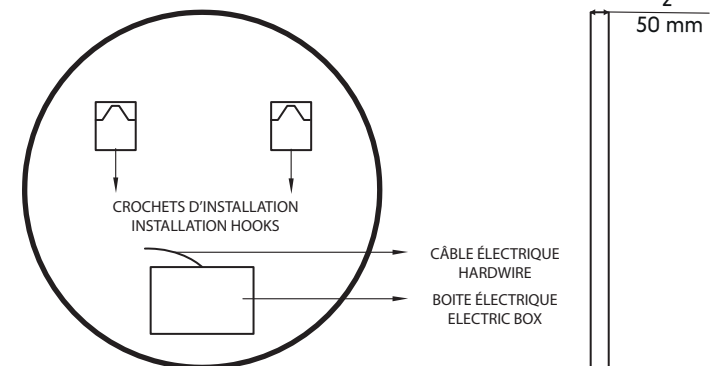 2
50 mm
CROCHETS D'INSTALLATION
INSTALLATION HOOKS
CÂBLE ÉLECTRIQUE
HARDWIRE
BOITE ÉLECTRIQUE
ELECTRIC BOX